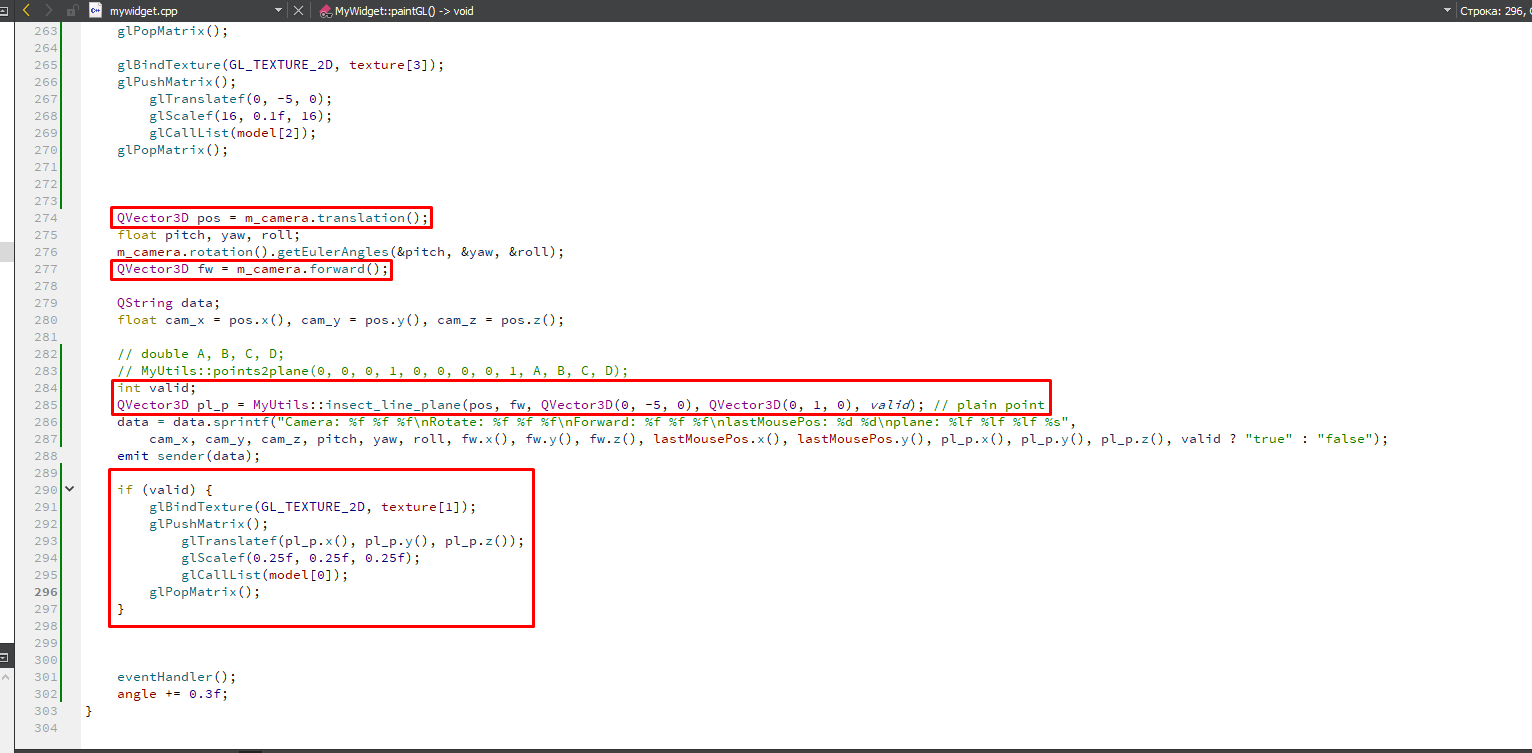 mywidget.cpp
MyWidget::paintGL() -> void
Строка: 296,
263 glPopMatrix();
264
265 glBindTexture(GL_TEXTURE_2D, texture[3]);
266 glPushMatrix();
267 glTranslatef(0, -5, 0);
268 glScalef(16, 0.1f, 16);
269 glCallList(model[2]);
270 glPopMatrix();
271
272
273
274 QVector3D pos = m_camera.translation();
275 float pitch, yaw, roll;
276 m_camera.rotation().getEulerAngles(&pitch, &yaw, &roll);
277 QVector3D fw = m_camera.forward();
278
279 QString data;
280 float cam_x = pos.x(), cam_y = pos.y(), cam_z = pos.z();
281
282 // double A, B, C, D;
283 // MyUtils::points2plane(0, 0, 0, 1, 0, 0, 0, 0, 1, A, B, C, D);
284 int valid;
285 QVector3D pl_p = MyUtils::insect_line_plane(pos, fw, QVector3D(0, -5, 0), QVector3D(0, 1, 0), valid); // plain point
286 data = data.sprintf("Camera: %f %f %f\nRotate: %f %f %f\nForward: %f %f %f\nlastMousePos: %d %d\nplane: %lf %lf %lf %s",
287 cam_x, cam_y, cam_z, pitch, yaw, roll, fw.x(), fw.y(), fw.z(), lastMousePos.x(), lastMousePos.y(), pl_p.x(), pl_p.y(), pl_p.z(), valid ? "true" : "false");
288 emit sender(data);
289
290 if (valid) {
291 glBindTexture(GL_TEXTURE_2D, texture[1]);
292 glPushMatrix();
293 glTranslatef(pl_p.x(), pl_p.y(), pl_p.z());
294 glScalef(0.25f, 0.25f, 0.25f);
295 glCallList(model[0]);
296 glPopMatrix();
297 }
298
299
300
301 eventHandler();
302 angle += 0.3f;
303 }
304